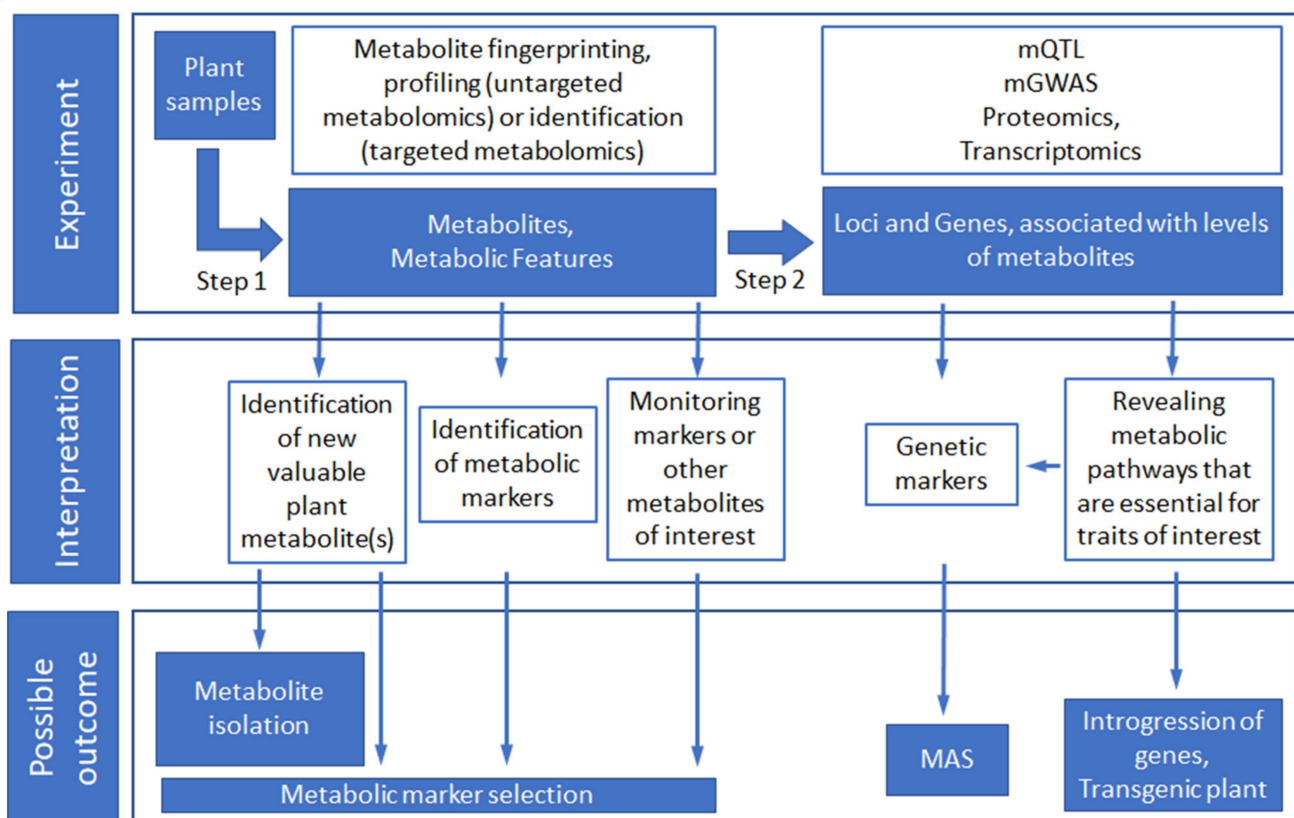 Experiment
Plant
samples
Metabolite fingerprinting,
profiling (untargeted
metabolomics) or identification
(targeted metabolomics)
mQTL
mGWAS
Proteomics,
Transcriptomics
Step 1
Metabolites,
Metabolic Features
Step 2
Loci and Genes, associated with levels
of metabolites
Interpretation
Identification
of new
valuable
plant
metabolite(s)
Identification
of metabolic
markers
Monitoring
markers or
other
metabolites
of interest
Genetic
markers
Revealing
metabolic
pathways that
are essential for
traits of interest
Possible
outcome
Metabolite
isolation
Metabolic marker selection
MAS
Introgression of
genes,
Transgenic plant